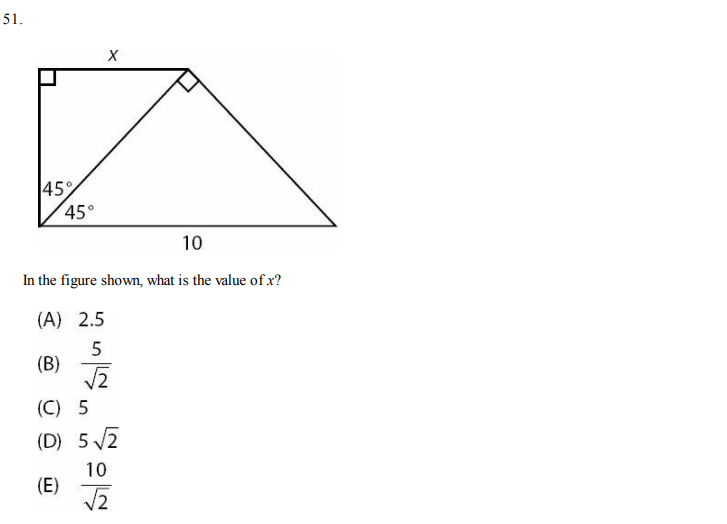 51.
x
45°
45°
10
In the figure shown, what is the value of x?
(A) 2.5
(B) 5/√2
(C) 5
(D) 5√2
(E) 10/√2